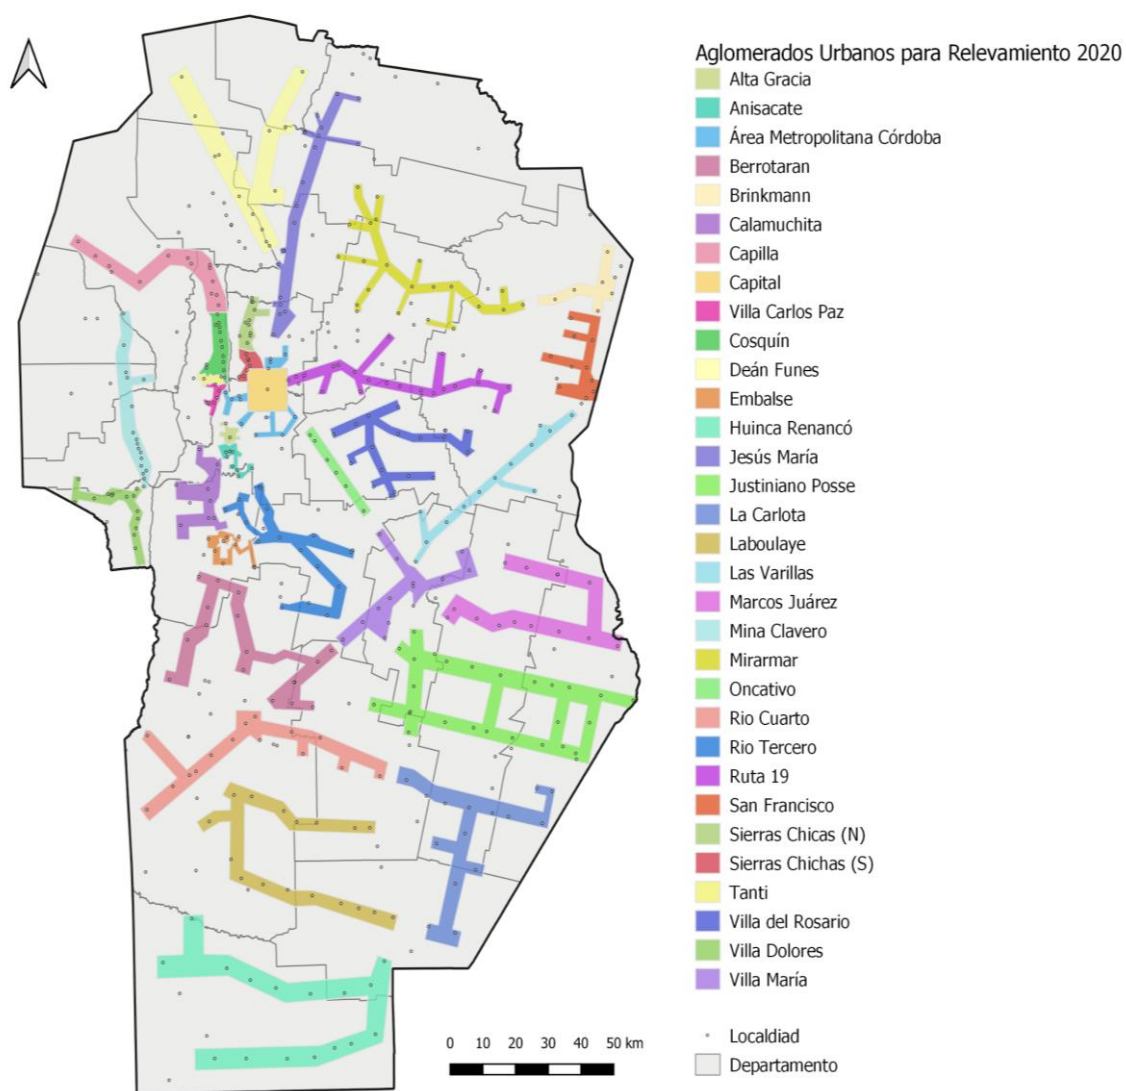 Aglomerados Urbanos para Relevamiento 2020
Alta Gracia
Anisacate
Área Metropolitana Córdoba
Berrotaran
Brinkmann
Calamuchita
Capilla
Capital
Villa Carlos Paz
Cosquín
Deán Funes
Embalse
Huinca Renancó
Jesús María
Justiniano Posse
La Carlota
Laboulaye
Las Varillas
Marcos Juárez
Mina Clavero
Mirarmar
Oncativo
Rio Cuarto
Rio Tercero
Ruta 19
San Francisco
Sierras Chicas (N)
Sierras Chichas (S)
Tanti
Villa del Rosario
Villa Dolores
Villa María
Localdiad
Departamento
0 10 20 30 40 50 km